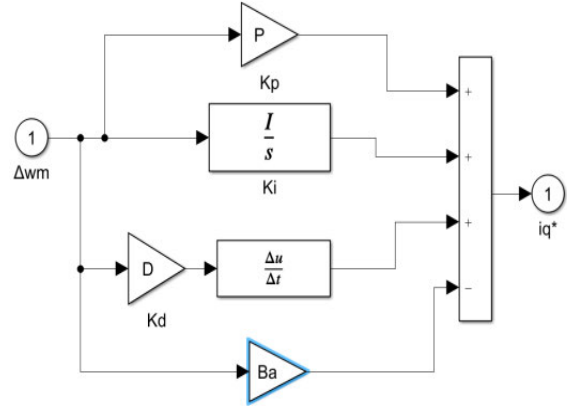 P
Kp
+
I
s
1
Δwm
+
Ki
1
iq*
+
D
Δu
Δt
Kd
−
Ba